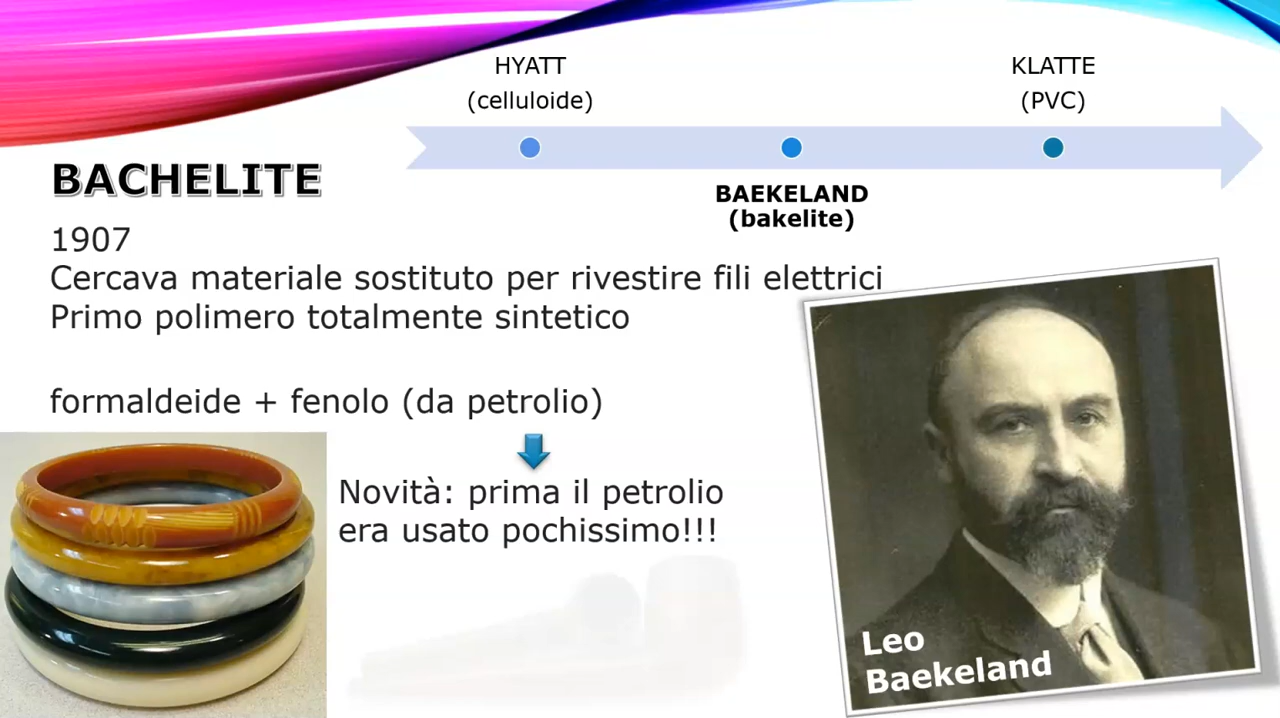 HYATT
(celluloide)
KLATTE
(PVC)
BAEKELAND
(bakelite)
BACHELITE
1907
Cercava materiale sostituto per rivestire fili elettrici
Primo polimero totalmente sintetico
formaldeide + fenolo (da petrolio)
Novità: prima il petrolio
era usato pochissimo!!!
Leo
Baekeland